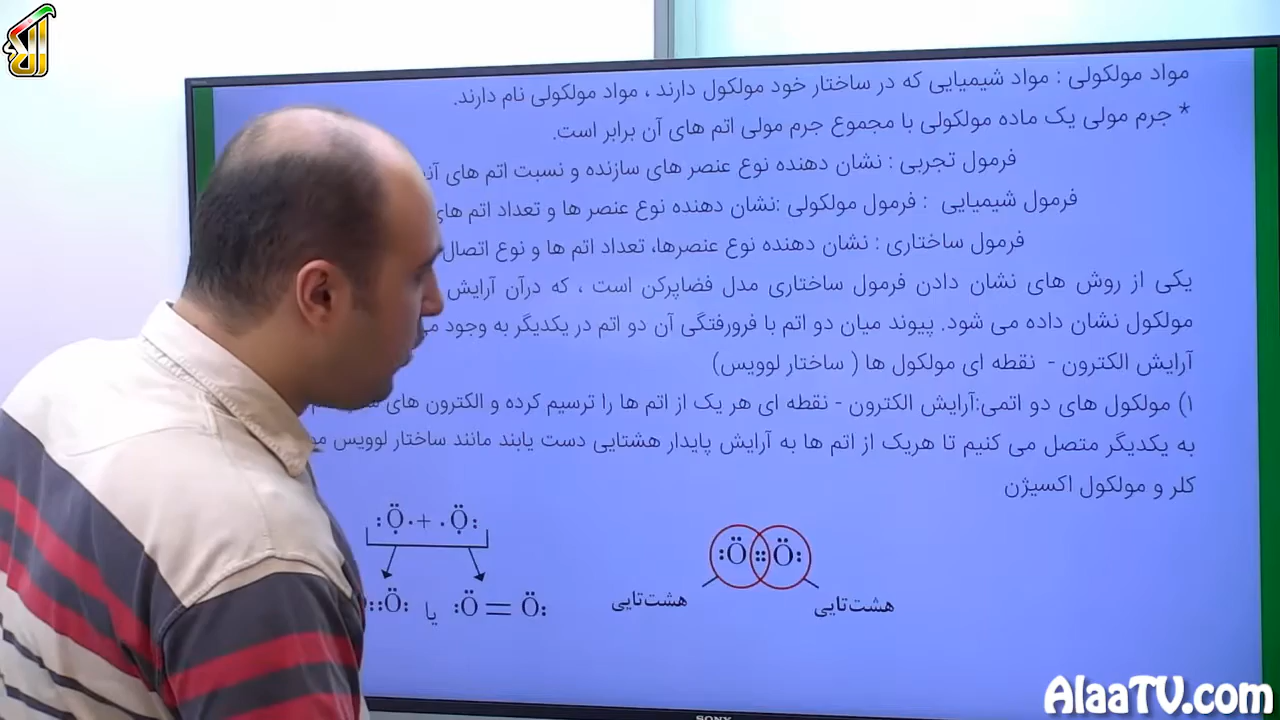 مواد مولکولی : مواد شیمیایی که در ساختار خود مولکول دارند ، مواد مولکولی نام دارند.
* جرم مولی یک ماده مولکولی با مجموع جرم مولی اتم های آن برابر است.
فرمول تجربی : نشان دهنده نوع عنصر های سازنده و نسبت اتم های
فرمول شیمیایی : فرمول مولکولی :نشان دهنده نوع عنصر ها و تعداد اتم های
فرمول ساختاری : نشان دهنده نوع عنصرها، تعداد اتم ها و نوع اتصال
یکی از روش های نشان دادن فرمول ساختاری مدل فضاپرکن است ، که درآن آرایش
مولکول نشان داده می شود. پیوند میان دو اتم با فرورفتگی آن دو اتم در یکدیگر به وجود
آرایش الکترون - نقطه ای مولکول ها ( ساختار لوویس)
۱) مولکول های دو اتمی:آرایش الکترون - نقطه ای هر یک از اتم ها را ترسیم کرده و الکترون های
به یکدیگر متصل می کنیم تا هریک از اتم ها به آرایش پایدار هشتایی دست یابند مانند ساختار لوویس
کلر و مولکول اکسیژن
:Ö· + ·Ö:
::Ö: یا :Ö = Ö:
:Ö::Ö:
هشت‌تایی هشت‌تایی
SONY
AlaaTV.com
آلاء